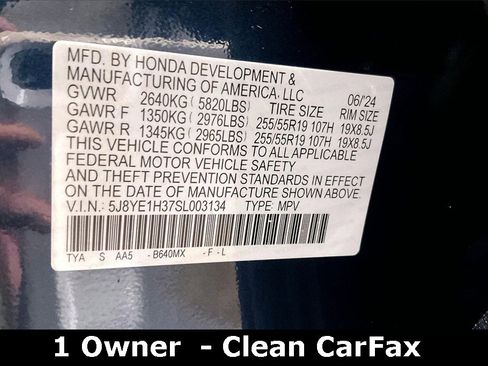 MFD. BY HONDA DEVELOPMENT &
MANUFACTURING OF AMERICA, LLC 06/'24
GVWR 2640KG (5820LBS) TIRE SIZE RIM SIZE
GAWR F 1350KG (2976LBS) 255/55R19 107H 19X8.5J
GAWR R 1345KG (2965LBS) 255/55R19 107H 19X8.5J
THIS VEHICLE CONFORMS TO ALL APPLICABLE
FEDERAL MOTOR VEHICLE SAFETY
AND THEFT PREVENTION STANDARDS IN EFFECT
ON THE DATE OF MANUFACTURE SHOWN ABOVE.
V.I.N. 5J8YE1H37SL003134 TYPE: MPV
TYA S AA5 - B640MX - F - L
1 Owner - Clean CarFax